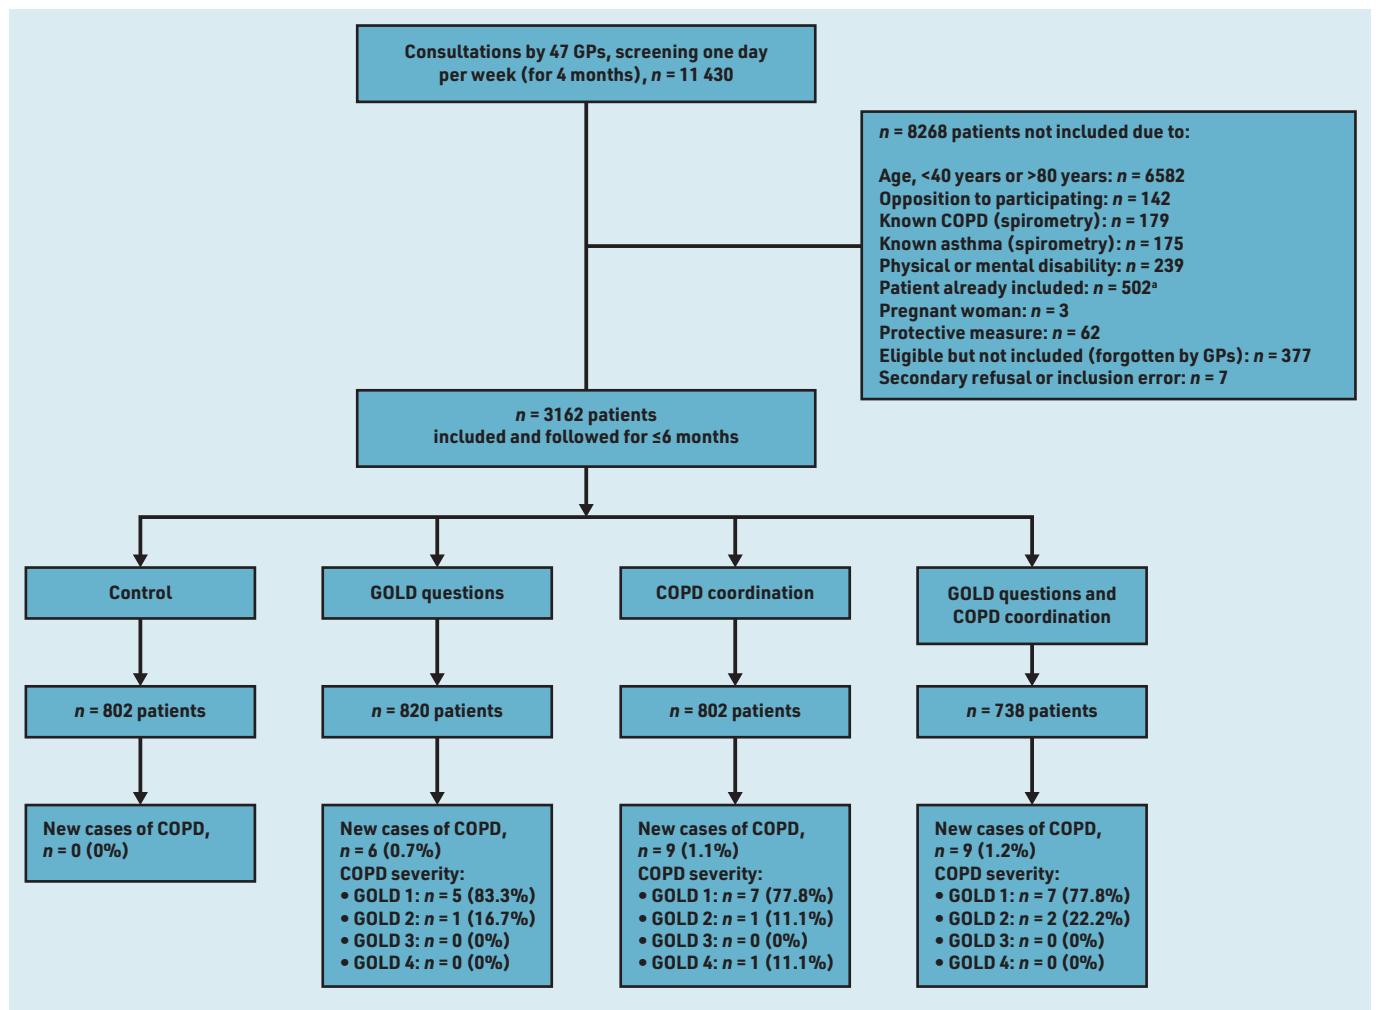 Consultations by 47 GPs, screening one day
per week (for 4 months), n = 11 430
n = 8268 patients not included due to:
Age, <40 years or >80 years: n = 6582
Opposition to participating: n = 142
Known COPD (spirometry): n = 179
Known asthma (spirometry): n = 175
Physical or mental disability: n = 239
Patient already included: n = 502ᵃ
Pregnant woman: n = 3
Protective measure: n = 62
Eligible but not included (forgotten by GPs): n = 377
Secondary refusal or inclusion error: n = 7
n = 3162 patients
included and followed for ≤6 months
Control
GOLD questions
COPD coordination
GOLD questions and
COPD coordination
n = 802 patients
n = 820 patients
n = 802 patients
n = 738 patients
New cases of COPD,
n = 0 (0%)
New cases of COPD,
n = 6 (0.7%)
COPD severity:
• GOLD 1: n = 5 (83.3%)
• GOLD 2: n = 1 (16.7%)
• GOLD 3: n = 0 (0%)
• GOLD 4: n = 0 (0%)
New cases of COPD,
n = 9 (1.1%)
COPD severity:
• GOLD 1: n = 7 (77.8%)
• GOLD 2: n = 1 (11.1%)
• GOLD 3: n = 0 (0%)
• GOLD 4: n = 1 (11.1%)
New cases of COPD,
n = 9 (1.2%)
COPD severity:
• GOLD 1: n = 7 (77.8%)
• GOLD 2: n = 2 (22.2%)
• GOLD 3: n = 0 (0%)
• GOLD 4: n = 0 (0%)